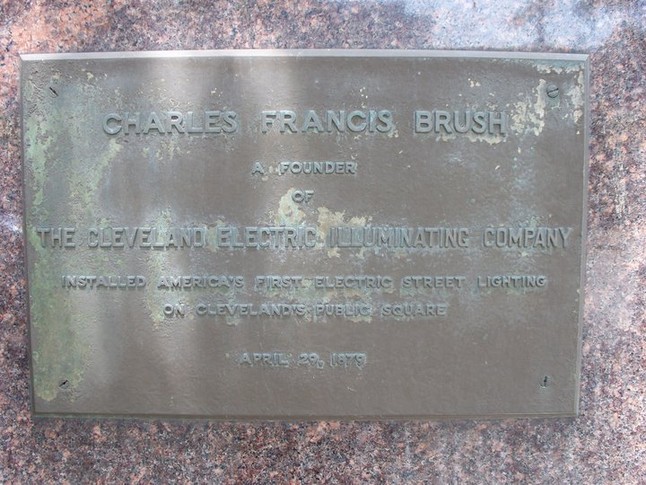 CHARLES FRANCIS BRUSH
A FOUNDER
OF
THE CLEVELAND ELECTRIC ILLUMINATING COMPANY
INSTALLED AMERICA'S FIRST ELECTRIC STREET LIGHTING
ON CLEVELAND'S PUBLIC SQUARE
APRIL 29, 1879